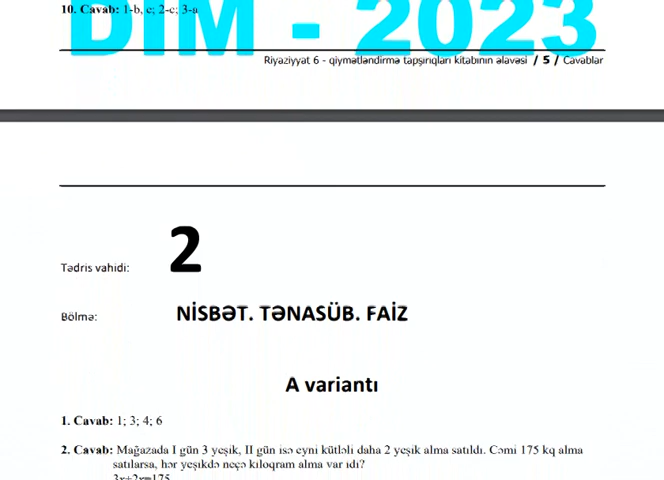 10. Cavab: 1-b, c; 2-c; 3-a
DİM - 2023
Riyaziyyat 6 - qiymətləndirmə tapşırıqları kitabının əlavəsi / 5 / Cavablar
Tədris vahidi: 2
Bölmə: NİSBƏT. TƏNASÜB. FAİZ
A variantı
1. Cavab: 1; 3; 4; 6
2. Cavab: Mağazada I gün 3 yeşik, II gün isə eyni kütləli daha 2 yeşik alma satıldı. Cəmi 175 kq alma
satılarsa, hər yeşikdə neçə kiloqram alma var idi?
3x+2x=175